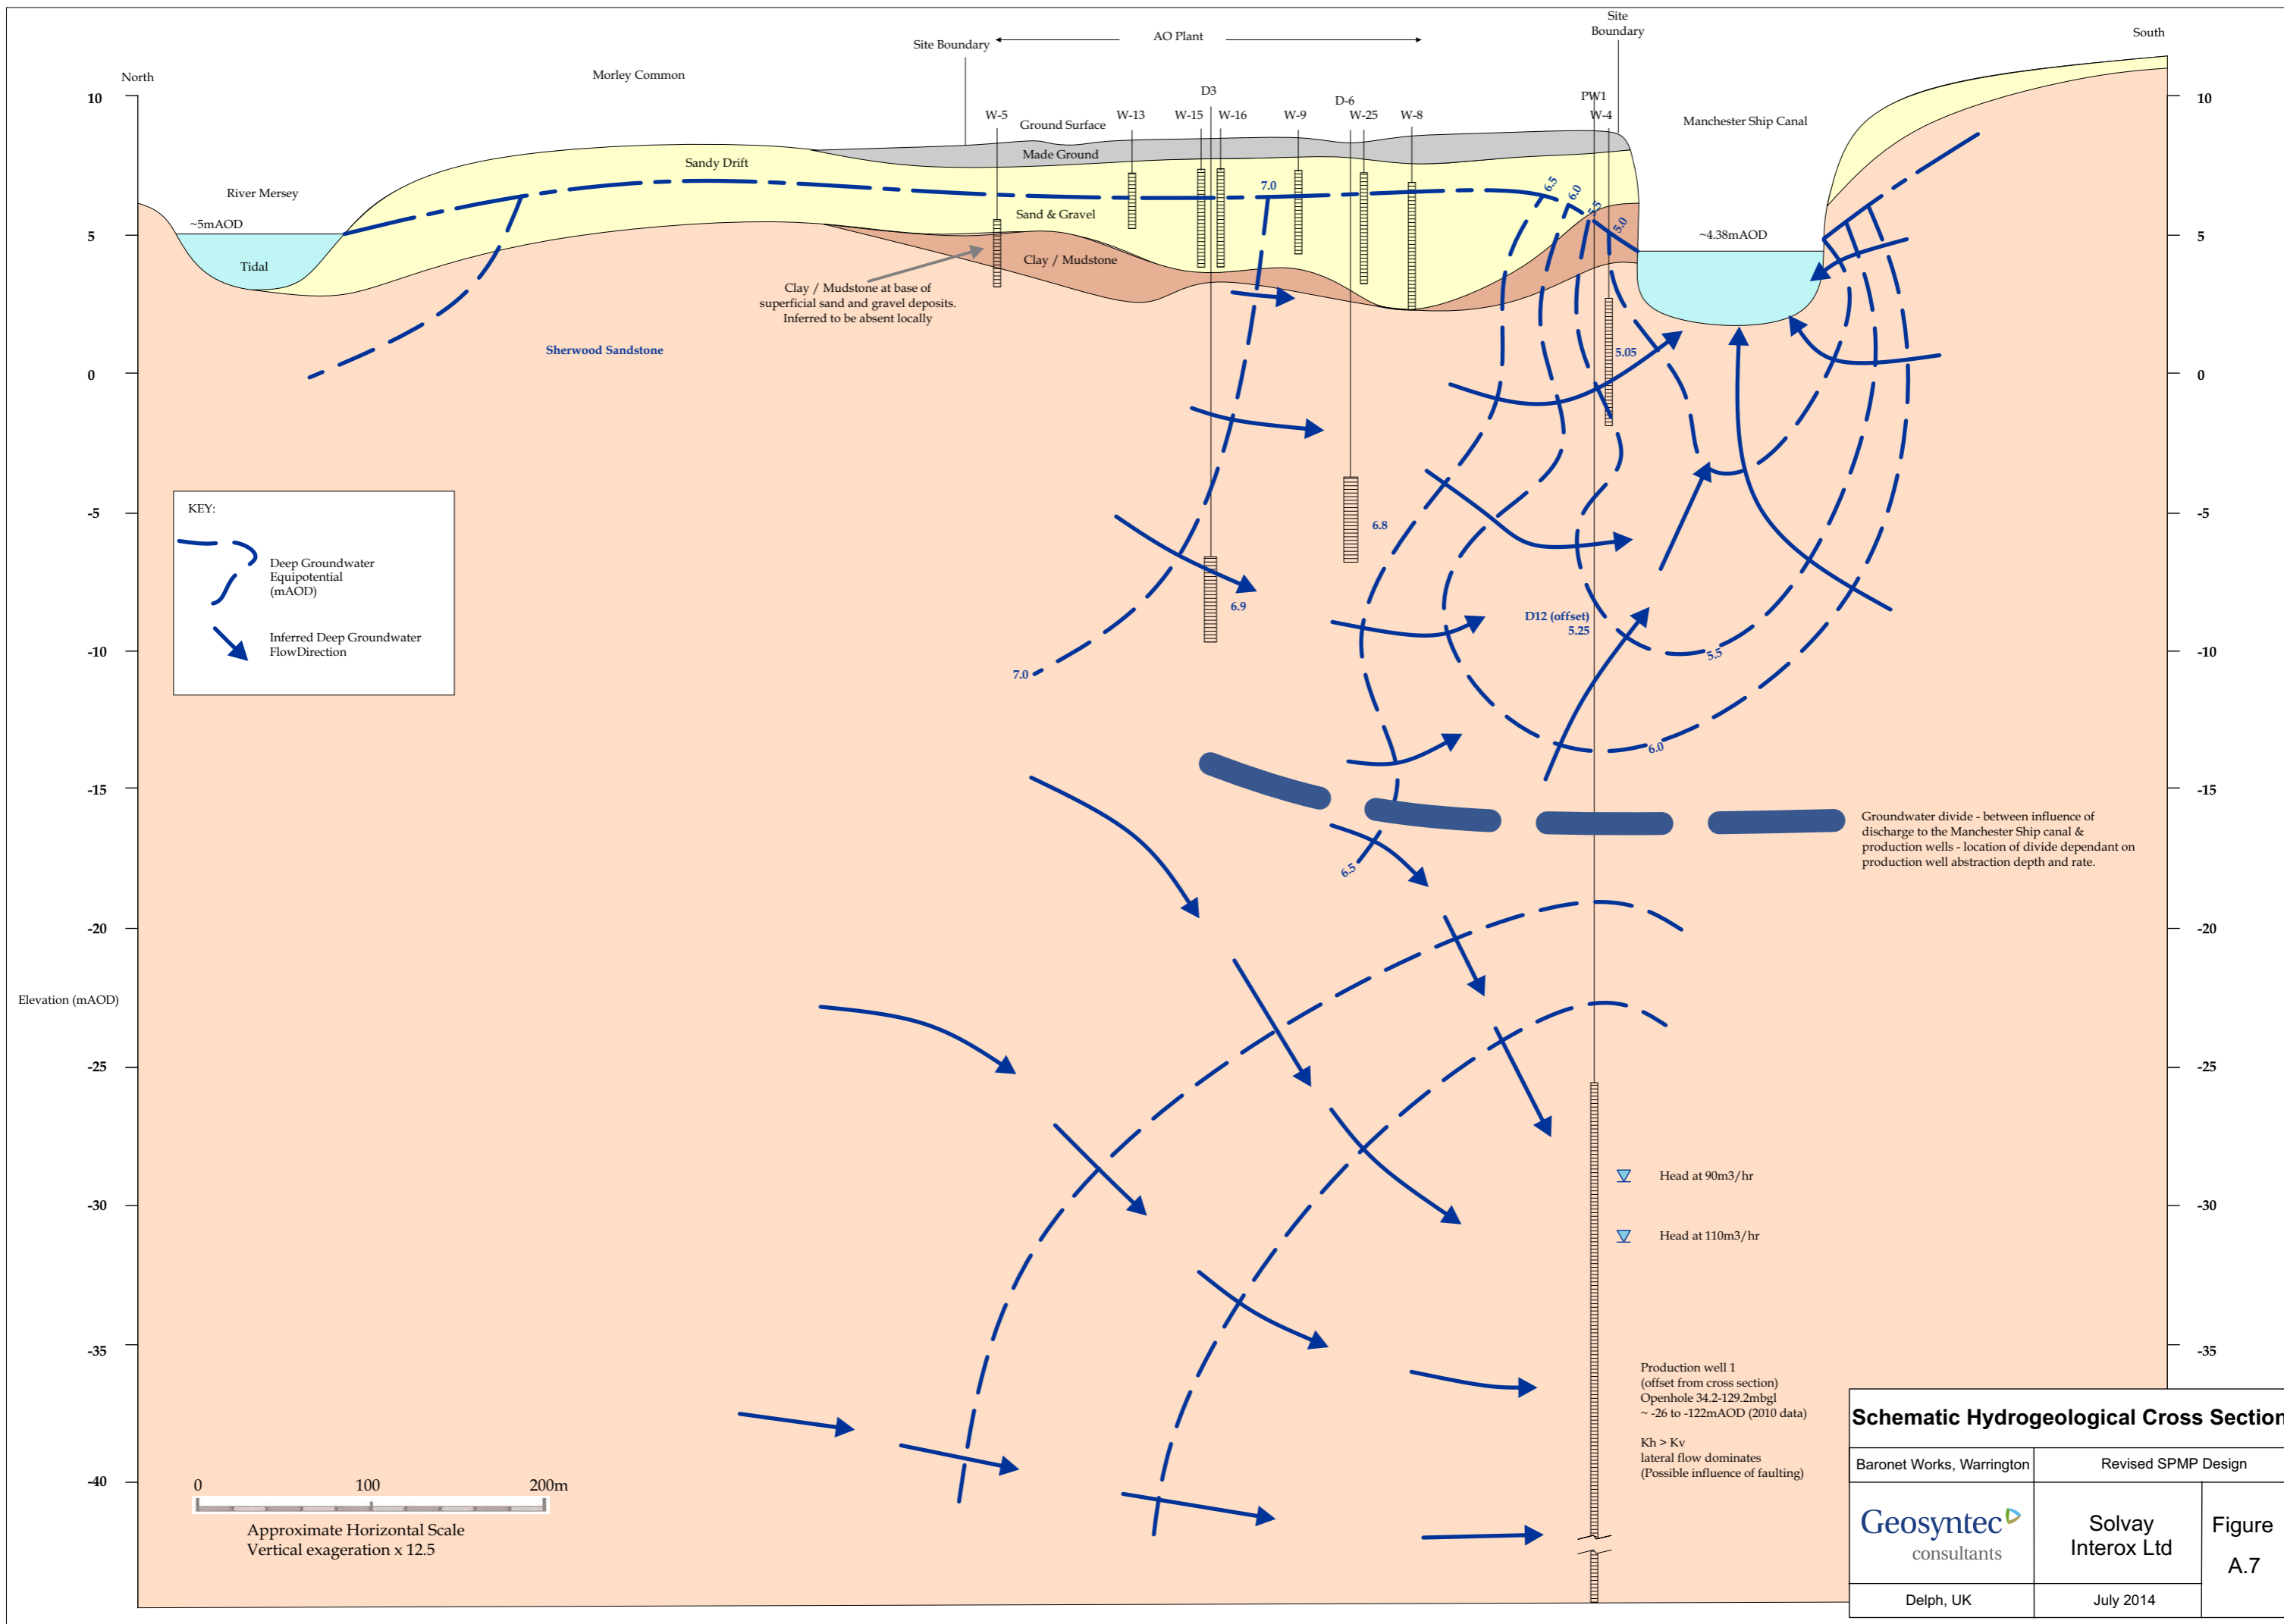 Site
Boundary
South
AO Plant
Site Boundary
North
Morley Common
10
D3
D-6
PW1
10
W-5
W-13
W-15
W-16
W-9
W-25
W-8
W-4
Manchester Ship Canal
Ground Surface
Made Ground
Sandy Drift
River Mersey
7.0
6.5
6.0
5.5
5.0
~5mAOD
Sand & Gravel
5
~4.38mAOD
5
Tidal
Clay / Mudstone
Clay / Mudstone at base of
superficial sand and gravel deposits.
Inferred to be absent locally
Sherwood Sandstone
5.05
0
0
KEY:
-5
-5
6.8
Deep Groundwater
Equipotential
(mAOD)
6.9
D12 (offset)
5.25
Inferred Deep Groundwater
FlowDirection
-10
5.5
-10
7.0
6.0
-15
-15
Groundwater divide - between influence of
discharge to the Manchester Ship canal &
production wells - location of divide dependant on
production well abstraction depth and rate.
6.5
-20
-20
Elevation (mAOD)
-25
-25
Head at 90m3/hr
-30
-30
Head at 110m3/hr
-35
-35
Production well 1
(offset from cross section)
Openhole 34.2-129.2mbgl
~ -26 to -122mAOD (2010 data)
Kh > Kv
lateral flow dominates
(Possible influence of faulting)
-40
0 100 200m
Approximate Horizontal Scale
Vertical exageration x 12.5
Schematic Hydrogeological Cross Section
Baronet Works, Warrington
Revised SPMP Design
Geosyntec
consultants
Solvay
Interox Ltd
Figure
A.7
Delph, UK
July 2014